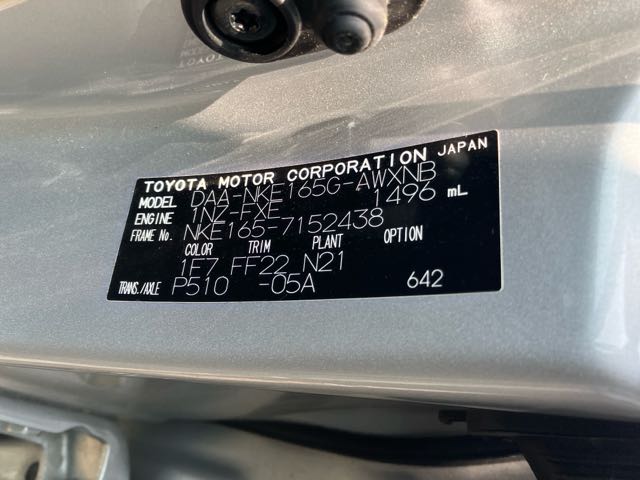 TOYOTA MOTOR CORPORATION JAPAN
MODEL DAA-NKE165G-AWXNB
ENGINE 1NZ-FXE 1496 mL
FRAME No. NKE165-7152438
COLOR TRIM PLANT OPTION
1F7 FF22 N21
TRANS./AXLE P510 -05A 642